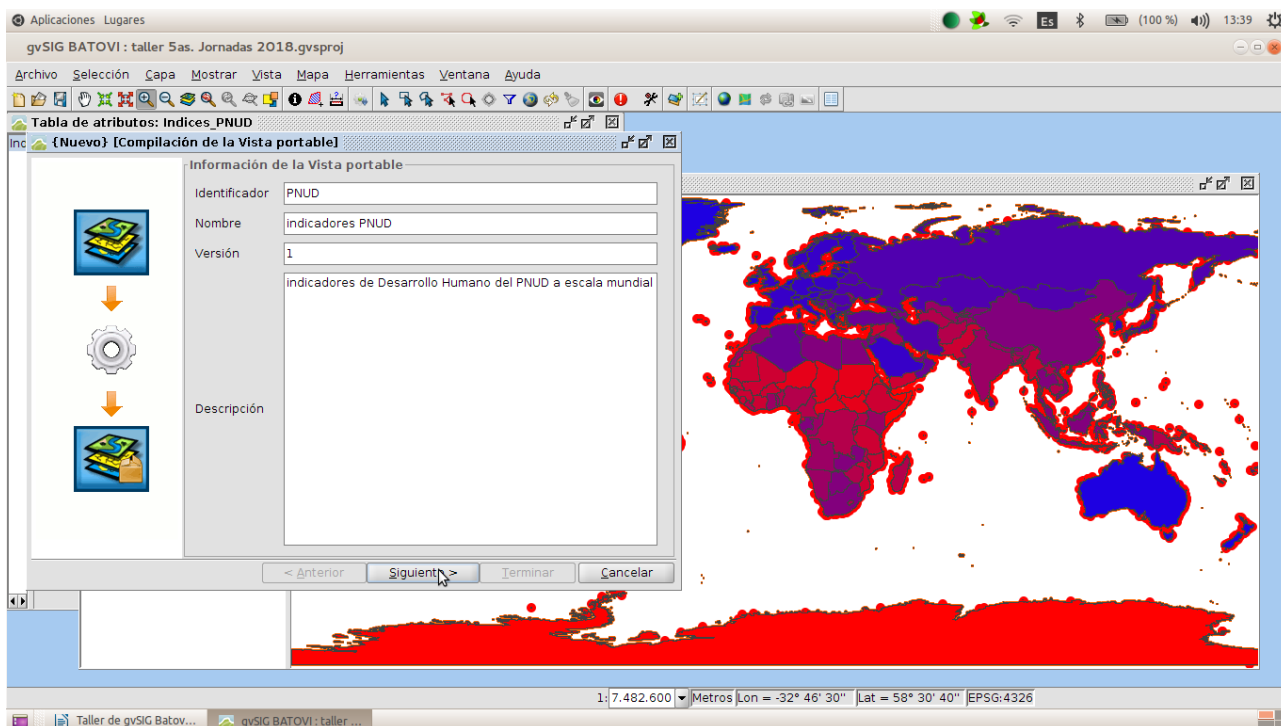 Aplicaciones Lugares
Es
(100 %)
13:39
gvSIG BATOVI : taller 5as. Jornadas 2018.gvsproj
Archivo Selección Capa Mostrar Vista Mapa Herramientas Ventana Ayuda
Tabla de atributos: Indices_PNUD
{Nuevo} [Compilación de la Vista portable]
Información de la Vista portable
Identificador PNUD
Nombre indicadores PNUD
Versión 1
Descripción indicadores de Desarrollo Humano del PNUD a escala mundial
< Anterior Siguiente > Terminar Cancelar
1: 7.482.600 Metros Lon = -32° 46' 30'' Lat = 58° 30' 40'' EPSG:4326
Taller de gvSIG Batov... gvSIG BATOVI : taller ...